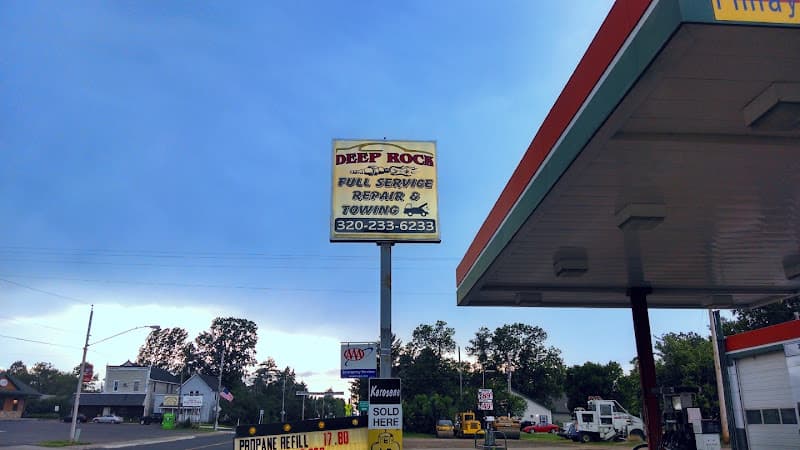 DEEP ROCK
FULL SERVICE
REPAIR &
TOWING
320-233-6233
AAA
Kerosene
SOLD
HERE
PROPANE REFILL 17.80